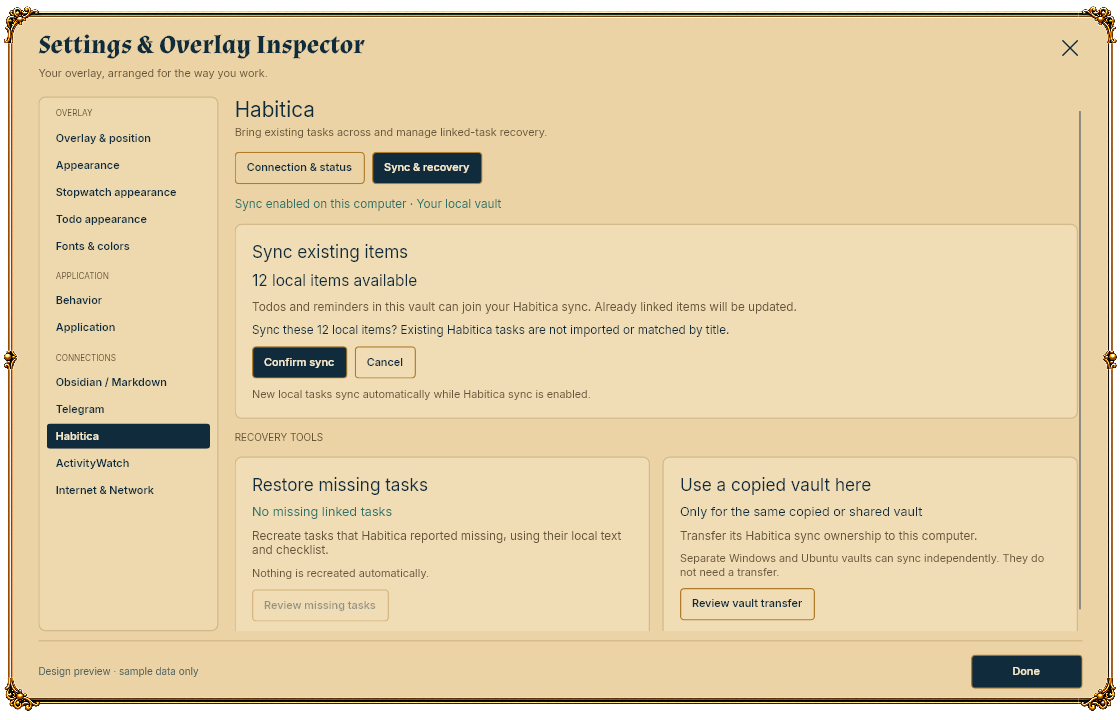 Settings & Overlay Inspector
Your overlay, arranged for the way you work.
OVERLAY
Overlay & position
Appearance
Stopwatch appearance
Todo appearance
Fonts & colors
APPLICATION
Behavior
Application
CONNECTIONS
Obsidian / Markdown
Telegram
Habitica
ActivityWatch
Internet & Network
Habitica
Bring existing tasks across and manage linked-task recovery.
Connection & status
Sync & recovery
Sync enabled on this computer · Your local vault
Sync existing items
12 local items available
Todos and reminders in this vault can join your Habitica sync. Already linked items will be updated.
Sync these 12 local items? Existing Habitica tasks are not imported or matched by title.
Confirm sync
Cancel
New local tasks sync automatically while Habitica sync is enabled.
RECOVERY TOOLS
Restore missing tasks
No missing linked tasks
Recreate tasks that Habitica reported missing, using their local text
and checklist.
Nothing is recreated automatically.
Review missing tasks
Use a copied vault here
Only for the same copied or shared vault
Transfer its Habitica sync ownership to this computer.
Separate Windows and Ubuntu vaults can sync independently. They do
not need a transfer.
Review vault transfer
Design preview · sample data only
Done